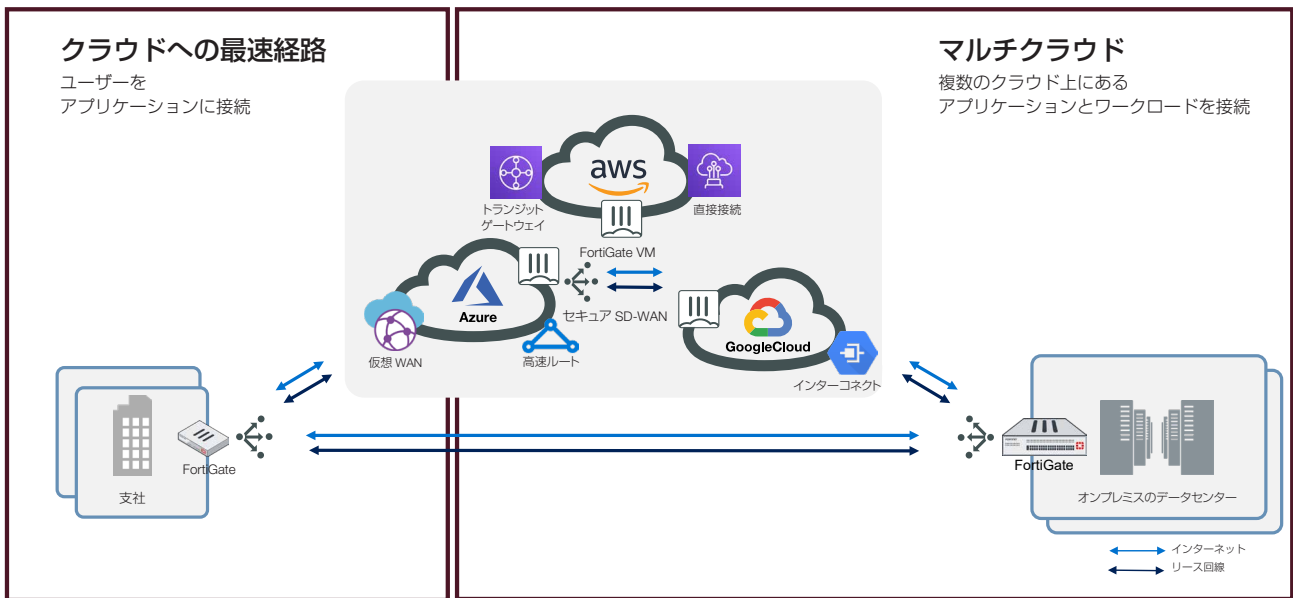 クラウドへの最速経路
ユーザーを
アプリケーションに接続
マルチクラウド
複数のクラウド上にある
アプリケーションとワークロードを接続
aws
トランジット
ゲートウェイ
直接接続
FortiGate VM
Azure
セキュア SD-WAN
仮想 WAN
高速ルート
GoogleCloud
インターコネクト
FortiGate
支社
FortiGate
オンプレミスのデータセンター
インターネット
リース回線